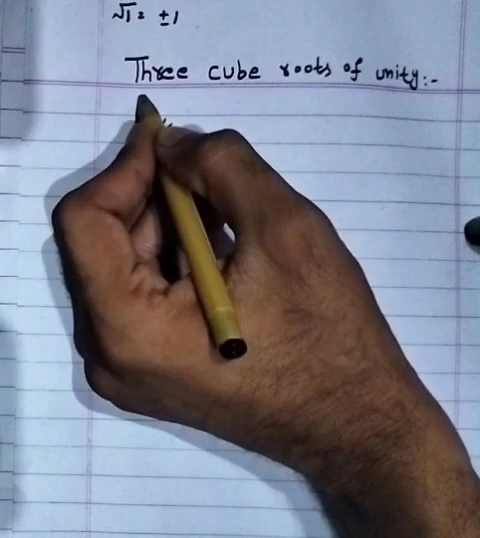 √1 = ±1
Three cube roots of unity:-